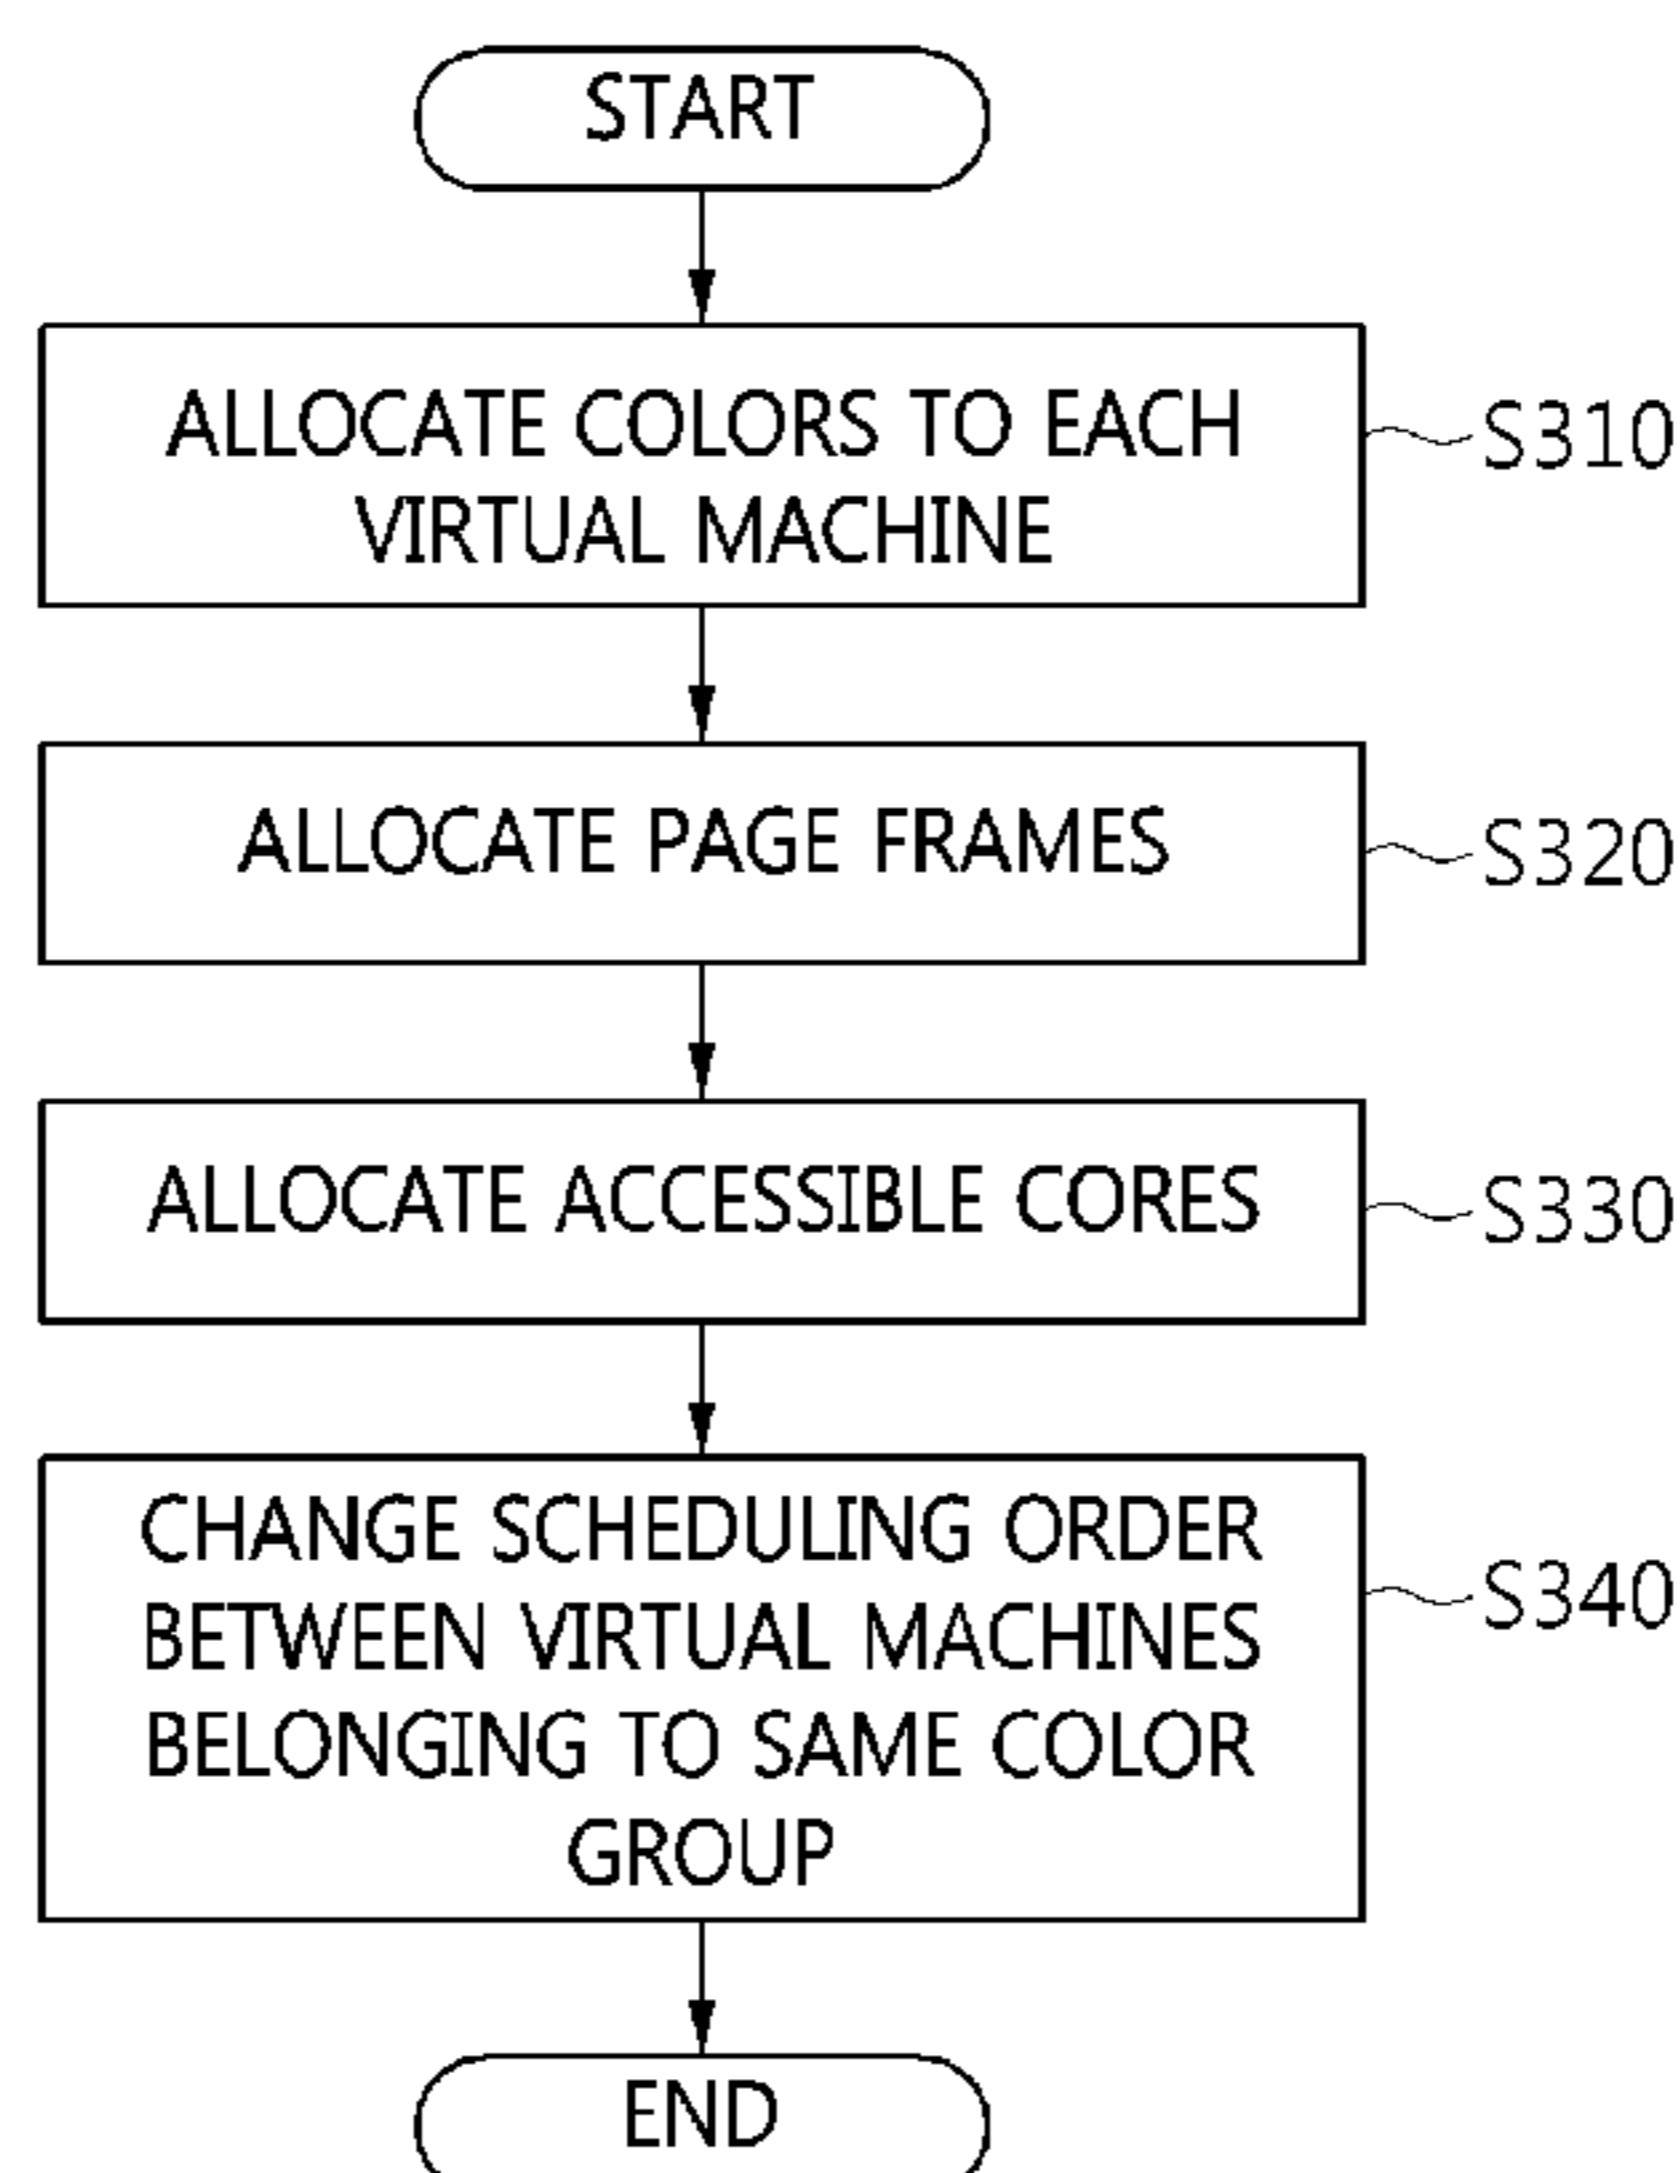 START
ALLOCATE COLORS TO EACH
VIRTUAL MACHINE
S310
ALLOCATE PAGE FRAMES
S320
ALLOCATE ACCESSIBLE CORES
S330
CHANGE SCHEDULING ORDER
BETWEEN VIRTUAL MACHINES
BELONGING TO SAME COLOR
GROUP
S340
END